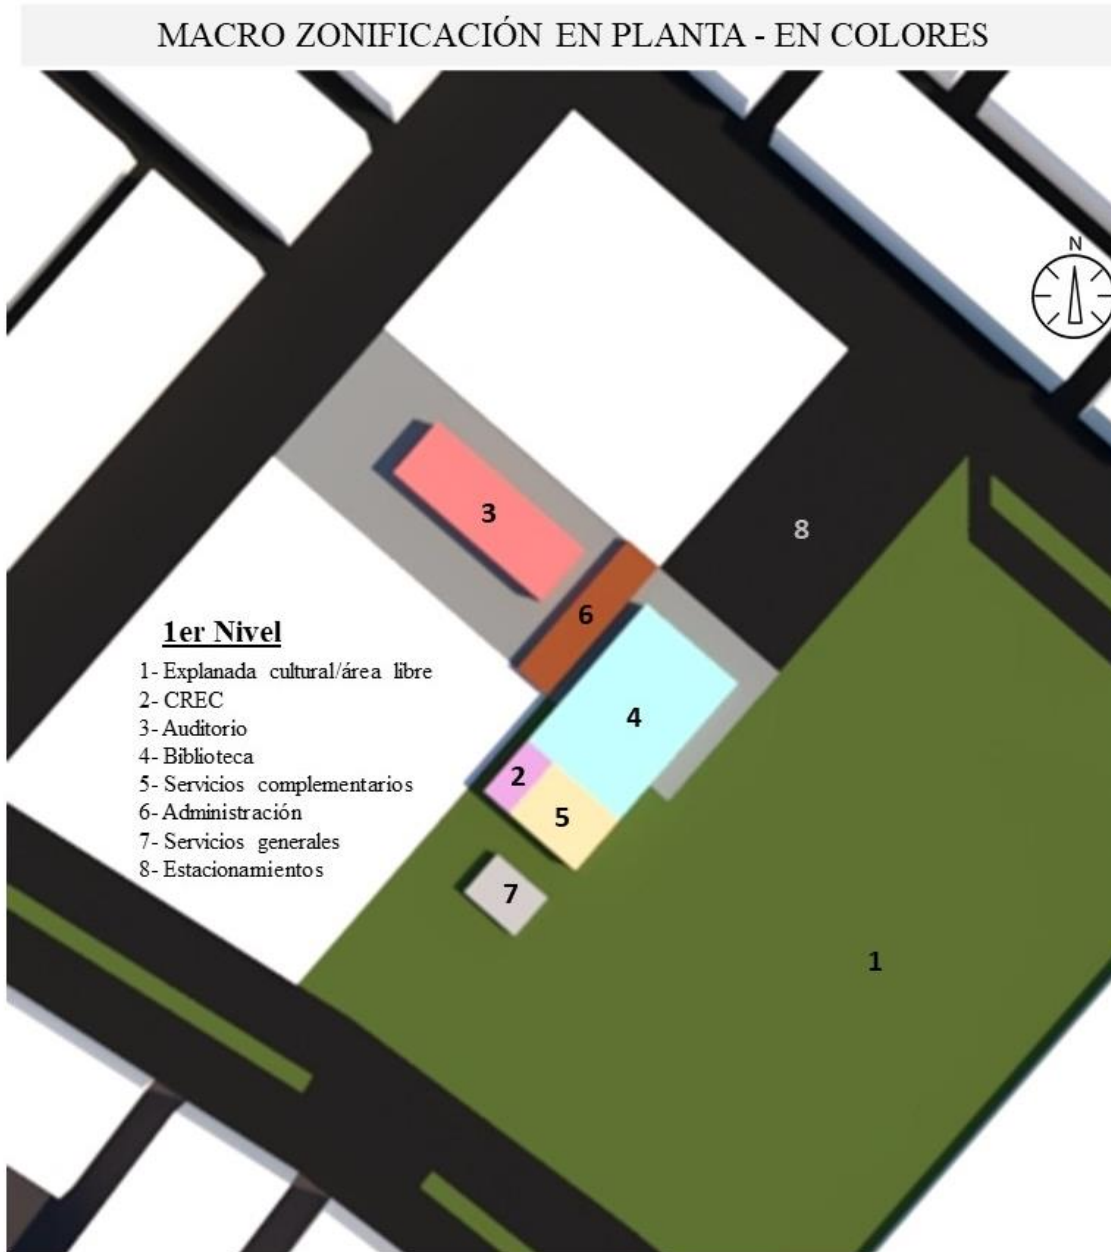 MACRO ZONIFICACIÓN EN PLANTA - EN COLORES
N
8
3
6
1er Nivel
1- Explanada cultural/área libre
2- CREC
3- Auditorio
4- Biblioteca
5- Servicios complementarios
6- Administración
7- Servicios generales
8- Estacionamientos
4
2
5
7
1